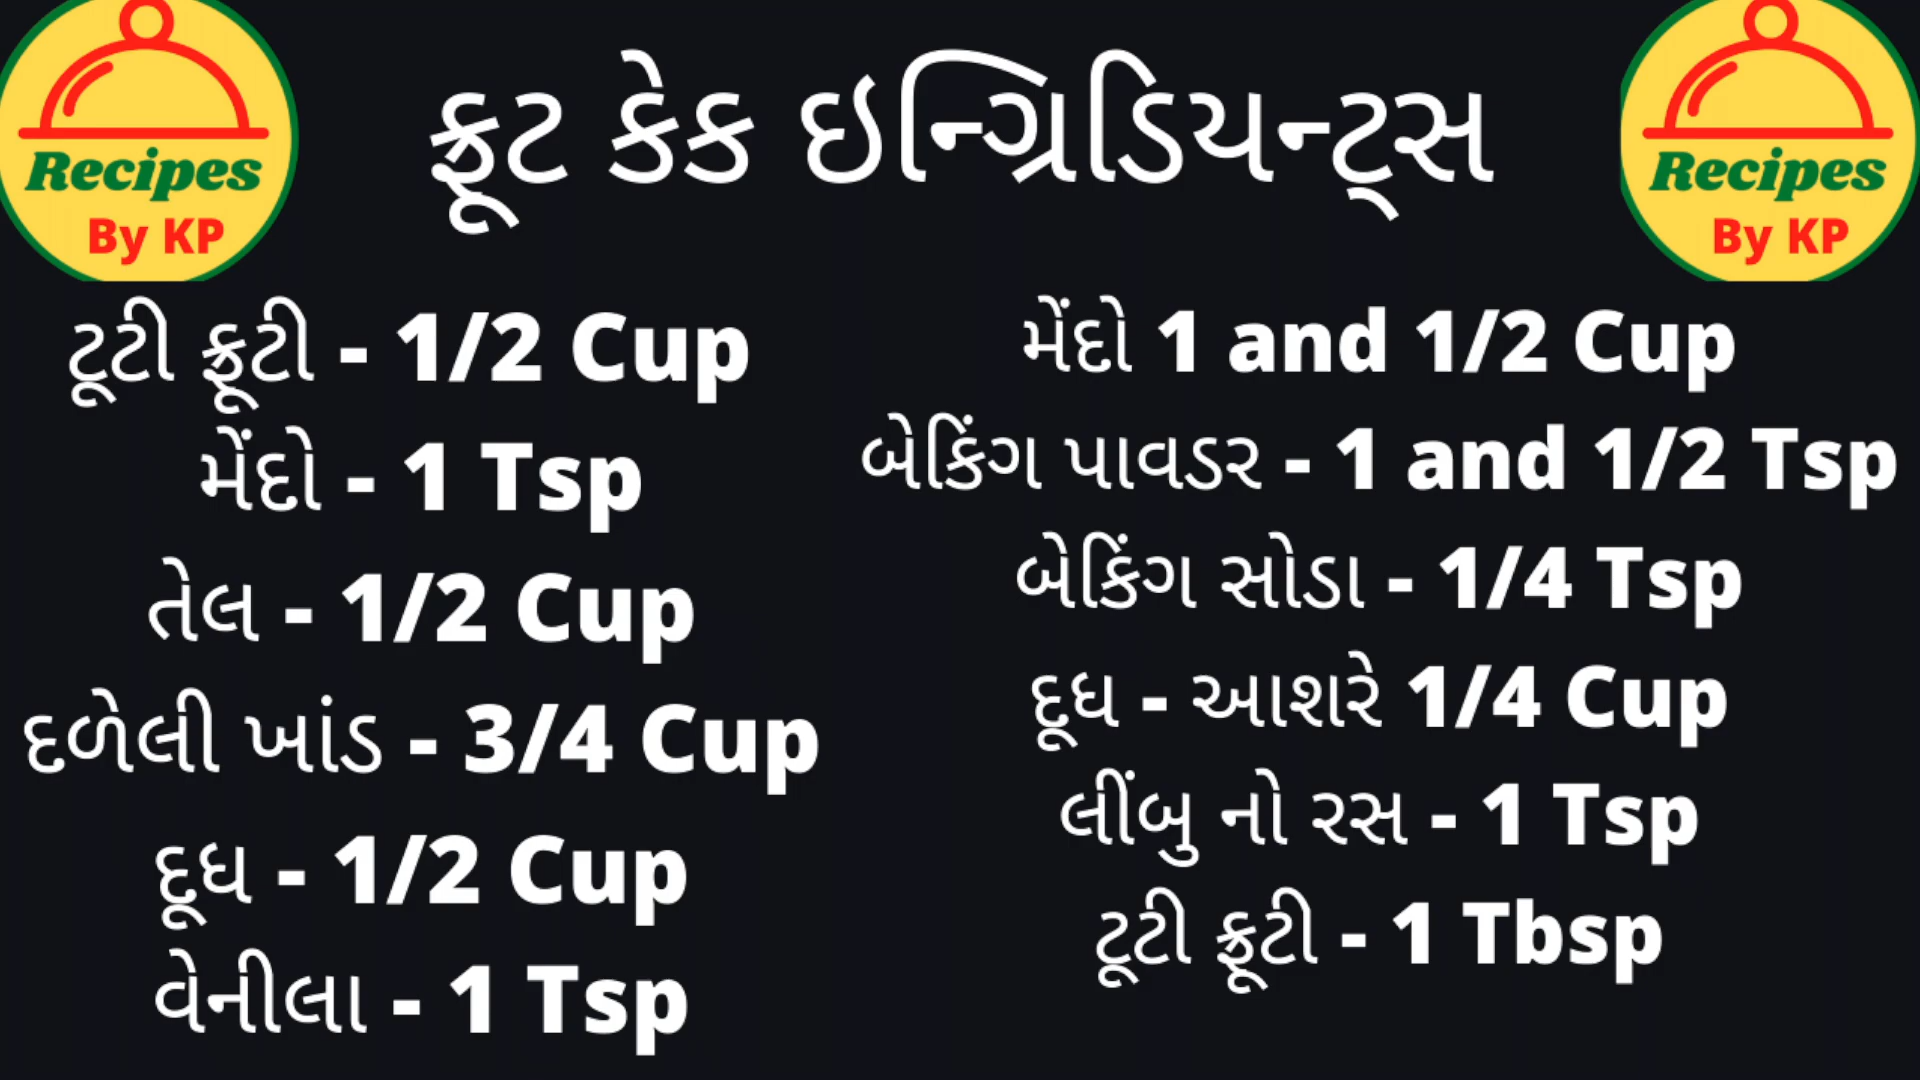 Recipes
By KP
ફ્રૂટ કેક ઇન્ગ્રિડિયન્ટ્સ
Recipes
By KP
ટૂટી ફ્રૂટી - 1/2 Cup
મેંદો - 1 Tsp
તેલ - 1/2 Cup
દળેલી ખાંડ - 3/4 Cup
દૂધ - 1/2 Cup
વેનીલા - 1 Tsp
મેંદો 1 and 1/2 Cup
બેકિંગ પાવડર - 1 and 1/2 Tsp
બેકિંગ સોડા - 1/4 Tsp
દૂધ - આશરે 1/4 Cup
લીંબુ નો રસ - 1 Tsp
ટૂટી ફ્રૂટી - 1 Tbsp